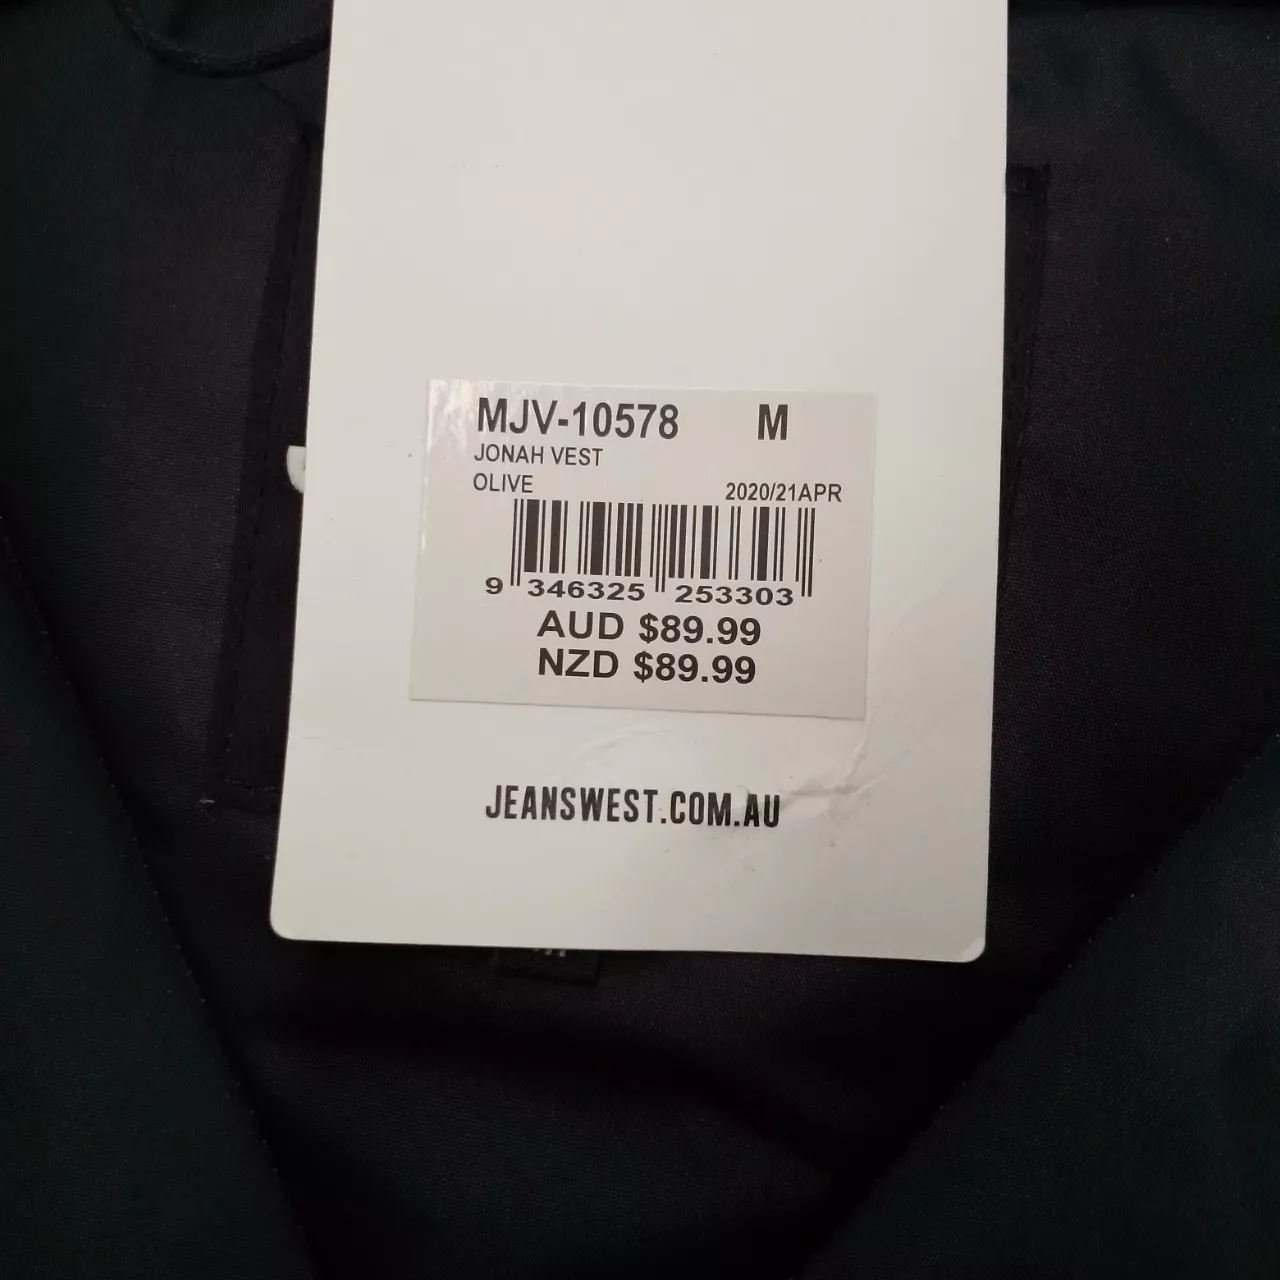 MJV-10578 M
JONAH VEST
OLIVE 2020/21APR
9 346325 253303
AUD $89.99
NZD $89.99
JEANSWEST.COM.AU